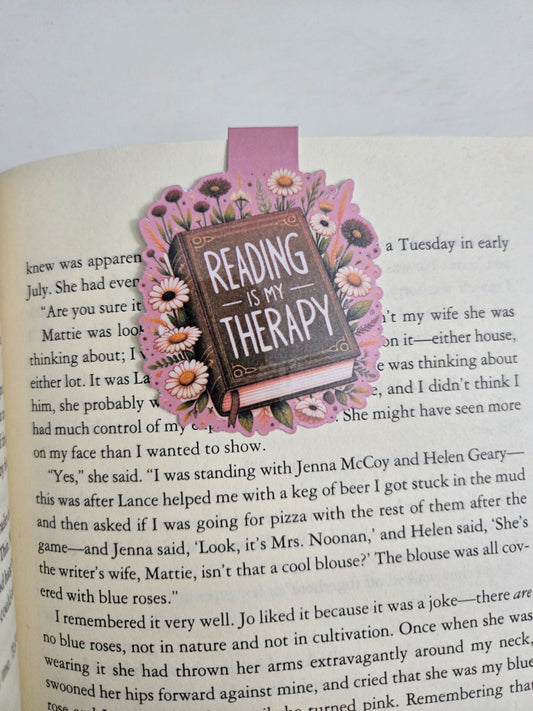 READING
IS MY
THERAPY
knew was apparen a Tuesday in early
July. She had even
"Are you sure it 't my wife she was
Mattie was look on it—either house,
thinking about; I e was thinking about
either lot. It was La , and I didn't think I
him, she probably w She might have seen more
had much control of my
on my face than I wanted to show.
"Yes," she said. "I was standing with Jenna McCoy and Helen Geary—
this was after Lance helped me with a keg of beer I got stuck in the mud
and then asked if I was going for pizza with the rest of them after the
game—and Jenna said, 'Look, it's Mrs. Noonan,' and Helen said, 'She's
the writer's wife, Mattie, isn't that a cool blouse?' The blouse was all cov-
ered with blue roses."
I remembered it very well. Jo liked it because it was a joke—there are
no blue roses, not in nature and not in cultivation. Once when she was
wearing it she had thrown her arms extravagantly around my neck,
swooned her hips forward against mine, and cried that she was my blue
rose she turned pink. Remembering that